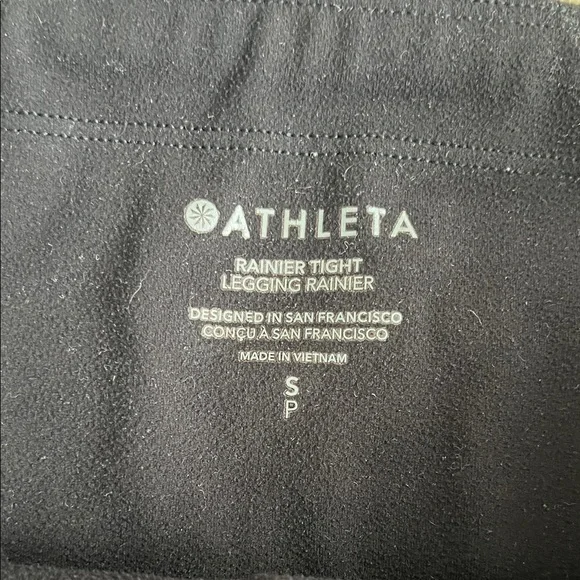 ATHLETA
RAINIER TIGHT
LEGGING RAINIER
DESIGNED IN SAN FRANCISCO
CONÇU À SAN FRANCISCO
MADE IN VIETNAM
S
P